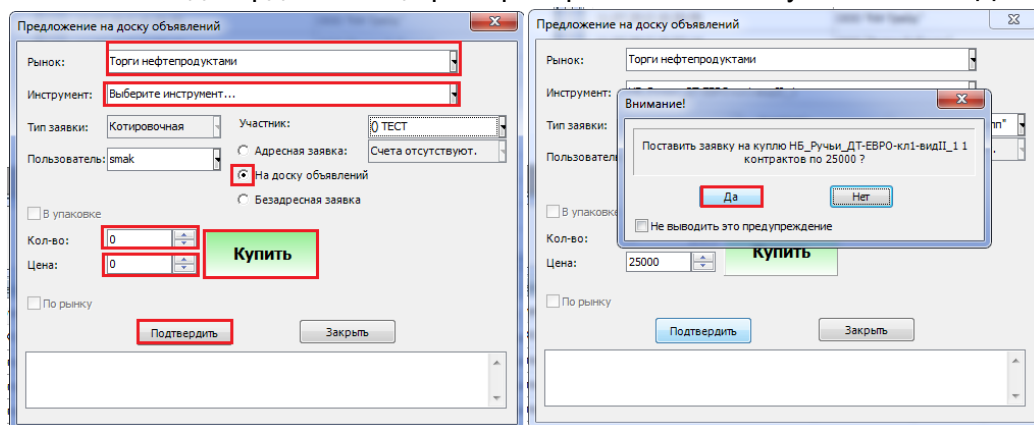 Предложение на доску объявлений
Рынок:
Торги нефтепродуктами
Инструмент:
Выберите инструмент...
Тип заявки:
Котировочная
Участник:
() ТЕСТ
Пользователь:
smak
Адресная заявка:
Счета отсутствуют.
На доску объявлений
Безадресная заявка
В упаковке
Кол-во:
0
Цена:
0
Купить
По рынку
Подтвердить
Закрыть
Предложение на доску объявлений
Рынок:
Торги нефтепродуктами
Инструмент:
Тип заявки:
Пользователь
Внимание!
Поставить заявку на куплю НБ_Ручьи_ДТ-ЕВРО-кл1-видII_1 1
контрактов по 25000 ?
Да
Нет
Не выводить это предупреждение
В упаковке
Кол-во:
Цена:
25000
Купить
По рынку
Подтвердить
Закрыть